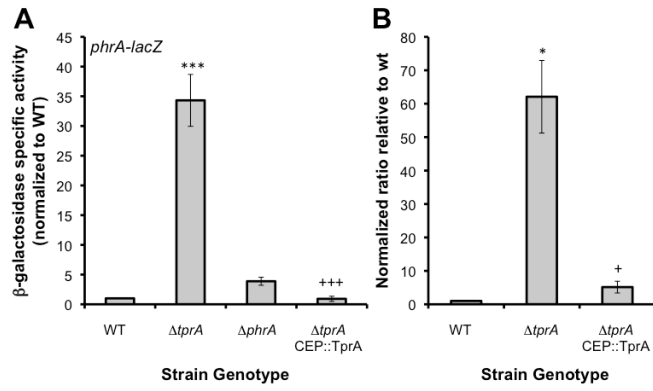 A
phrA-lacZ
β-galactosidase specific activity
(normalized to WT)
45
40
35
30
25
20
15
10
5
0
***
+++
WT
ΔtprA
ΔphrA
ΔtprA
CEP::TprA
Strain Genotype
B
Normalized ratio relative to wt
80
70
60
50
40
30
20
10
0
*
+
WT
ΔtprA
ΔtprA
CEP::TprA
Strain Genotype